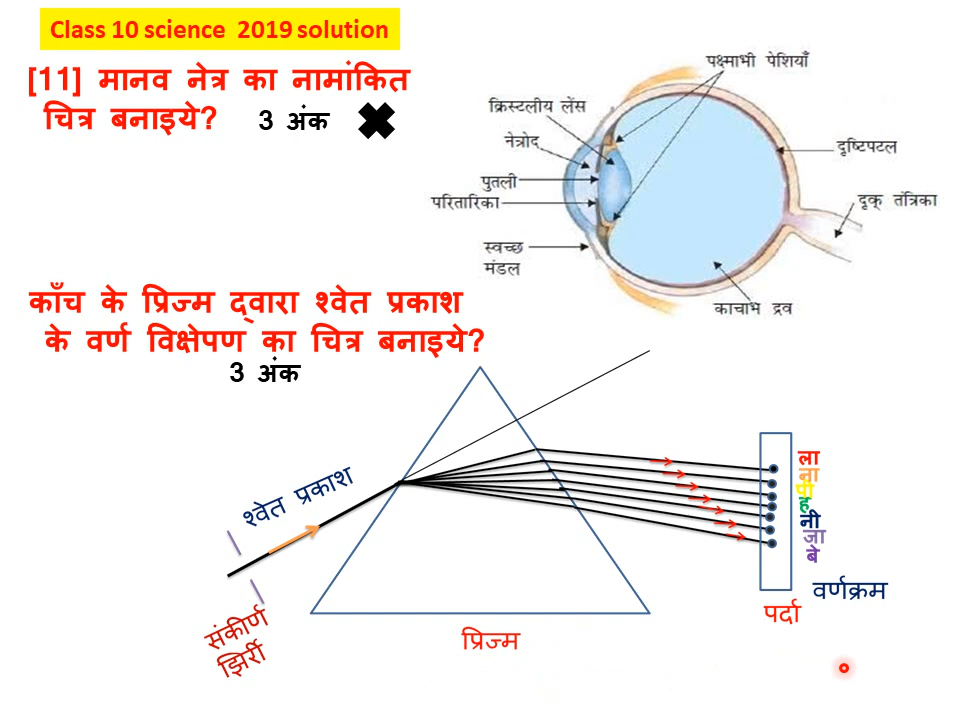 Class 10 science 2019 solution
[11] मानव नेत्र का नामांकित
चित्र बनाइये?
3 अंक
पक्ष्माभी पेशियाँ
क्रिस्टलीय लेंस
नेत्रोद
पुतली
परितारिका
स्वच्छ
मंडल
दृष्टिपटल
दृक् तंत्रिका
काचाभ द्रव
काँच के प्रिज्म द्वारा श्वेत प्रकाश
के वर्ण विक्षेपण का चित्र बनाइये?
3 अंक
श्वेत प्रकाश
संकीर्ण
झिर्री
प्रिज्म
ला
ना
पी
ह
नी
जा
बे
वर्णक्रम
पर्दा